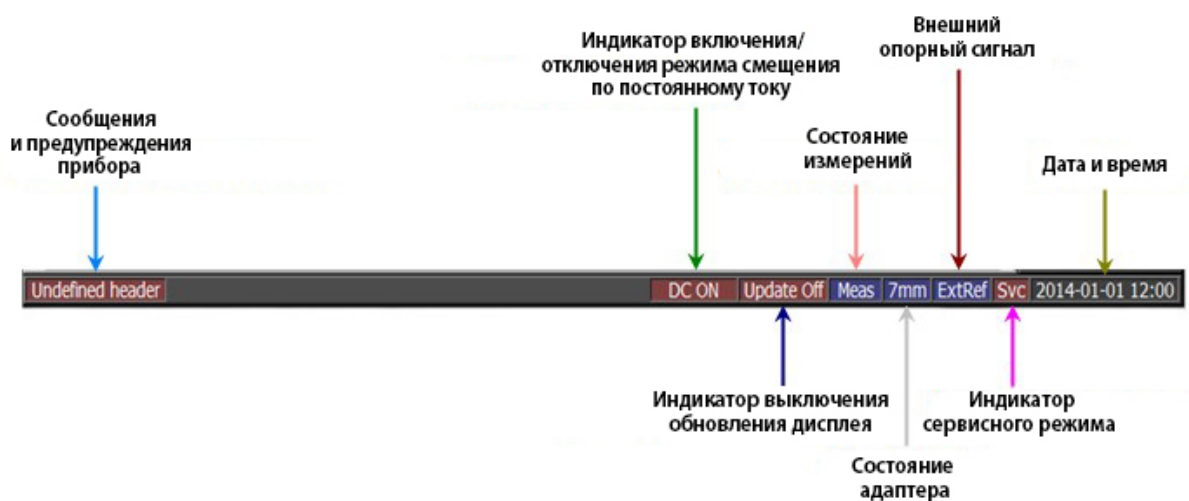 Внешний
опорный сигнал
Индикатор включения/
отключения режима смещения
по постоянному току
Сообщения
и предупреждения
прибора
Состояние
измерений
Дата и время
Undefined header
DC ON
Update Off
Meas
7mm
ExtRef
Svc
2014-01-01 12:00
Индикатор выключения
обновления дисплея
Индикатор
сервисного режима
Состояние
адаптера